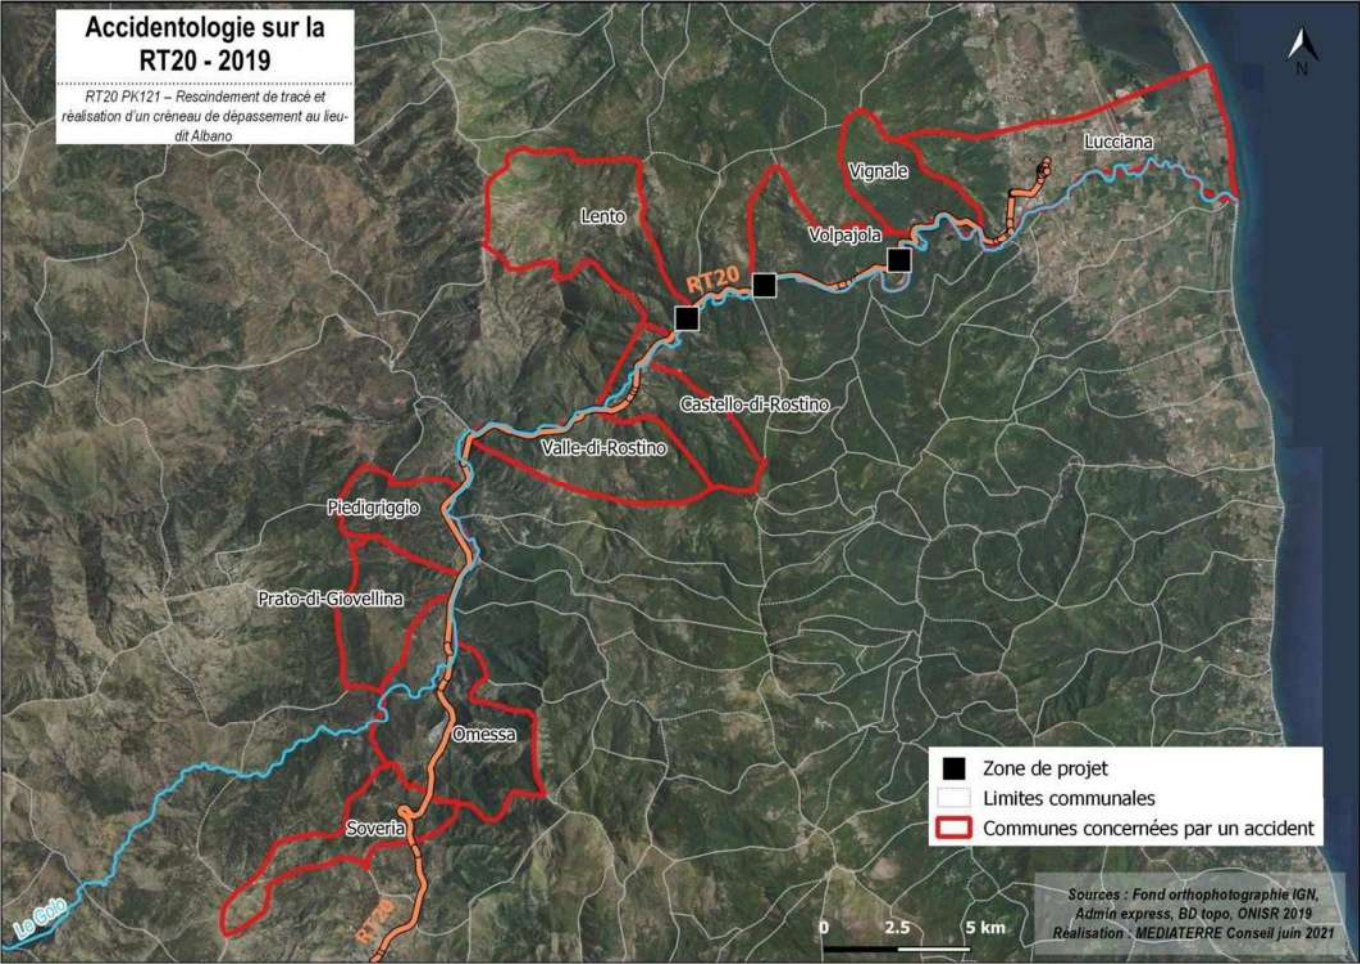 Accidentologie sur la
RT20 - 2019
RT20 PK121 – Rescindement de tracé et
réalisation d'un créneau de dépassement au lieu-
dit Albano
N
Lucciana
Vignale
Lento
Volpajola
RT20
Castello-di-Rostino
Valle-di-Rostino
Piedigriggio
Prato-di-Giovellina
Omessa
Soveria
Lo Golo
RT20
Zone de projet
Limites communales
Communes concernées par un accident
Sources : Fond orthophotographie IGN,
Admin express, BD topo, ONISR 2019
Réalisation : MEDIATERRE Conseil juin 2021
0 2.5 5 km